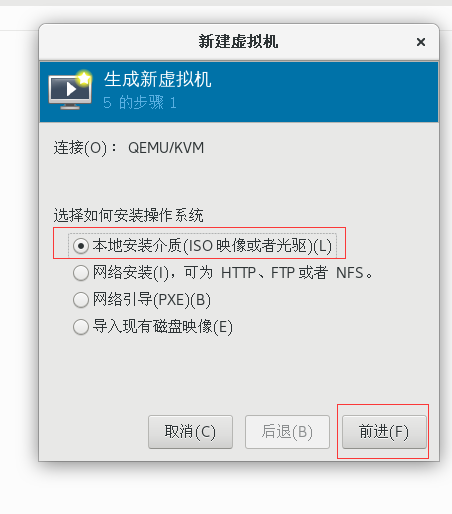 新建虚拟机
×
生成新虚拟机
5 的步骤 1
连接(O)： QEMU/KVM
选择如何安装操作系统
本地安装介质(ISO 映像或者光驱)(L)
网络安装(I)，可为 HTTP、FTP 或者 NFS。
网络引导(PXE)(B)
导入现有磁盘映像(E)
取消(C) 后退(B) 前进(F)